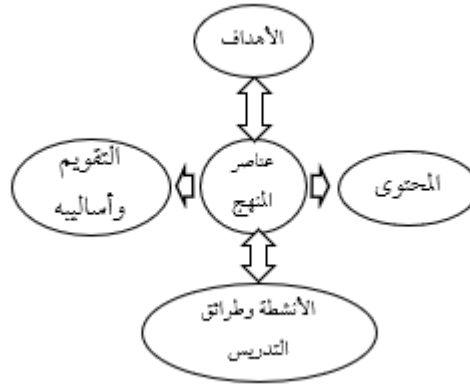 الأهداف
عناصر
المنهج
المحتوى
التقويم
وأساليبه
الأنشطة وطرائق
التدريس